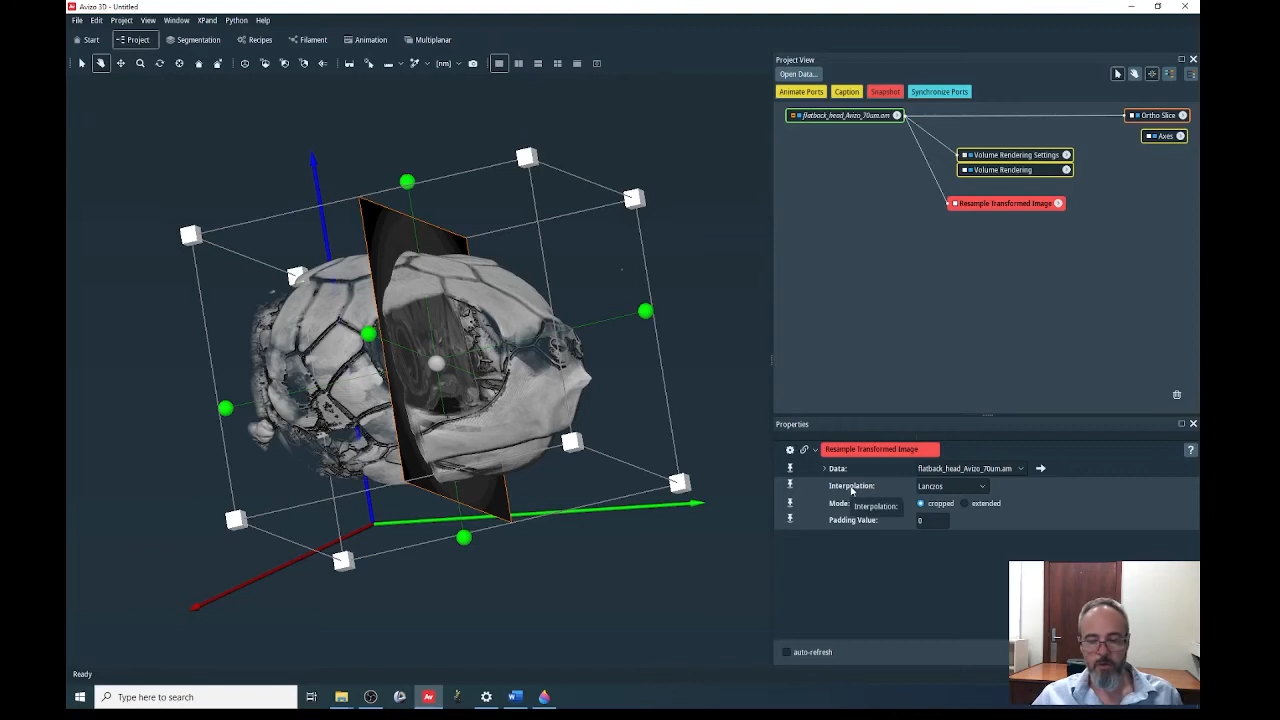 Avizo 3D - Untitled
File Edit Project View Window XPand Python Help
Start Project Segmentation Recipes Filament Animation Multiplanar
[nm]
Project View
Open Data...
Animate Ports Caption Snapshot Synchronize Ports
flatback_head_Avizo_70um.am
Ortho Slice
Axes
Volume Rendering Settings
Volume Rendering
Resample Transformed Image
Properties
Resample Transformed Image ?
Data: flatback_head_Avizo_70um.am
Interpolation: Lanczos
Mode: cropped extended
Interpolation:
Padding Value: 0
auto-refresh
Ready
Type here to search